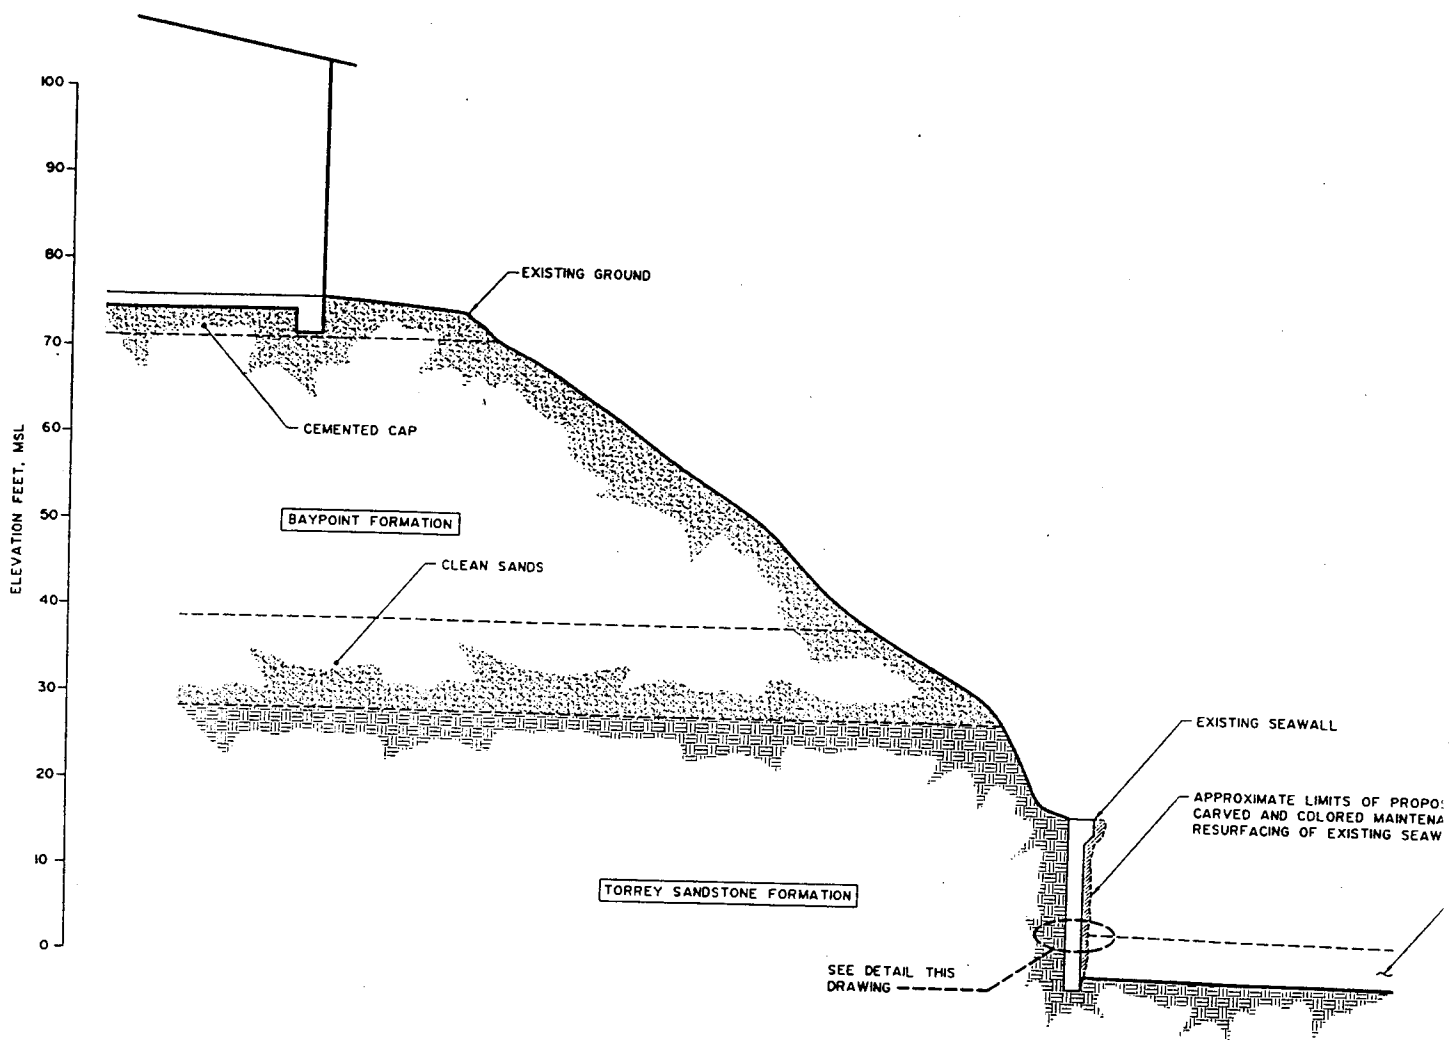 100
90
80
70
60
50
40
30
20
10
0
ELEVATION FEET, MSL
EXISTING GROUND
CEMENTED CAP
BAYPOINT FORMATION
CLEAN SANDS
EXISTING SEAWALL
APPROXIMATE LIMITS OF PROPOS
CARVED AND COLORED MAINTENA
RESURFACING OF EXISTING SEAW
TORREY SANDSTONE FORMATION
SEE DETAIL THIS
DRAWING